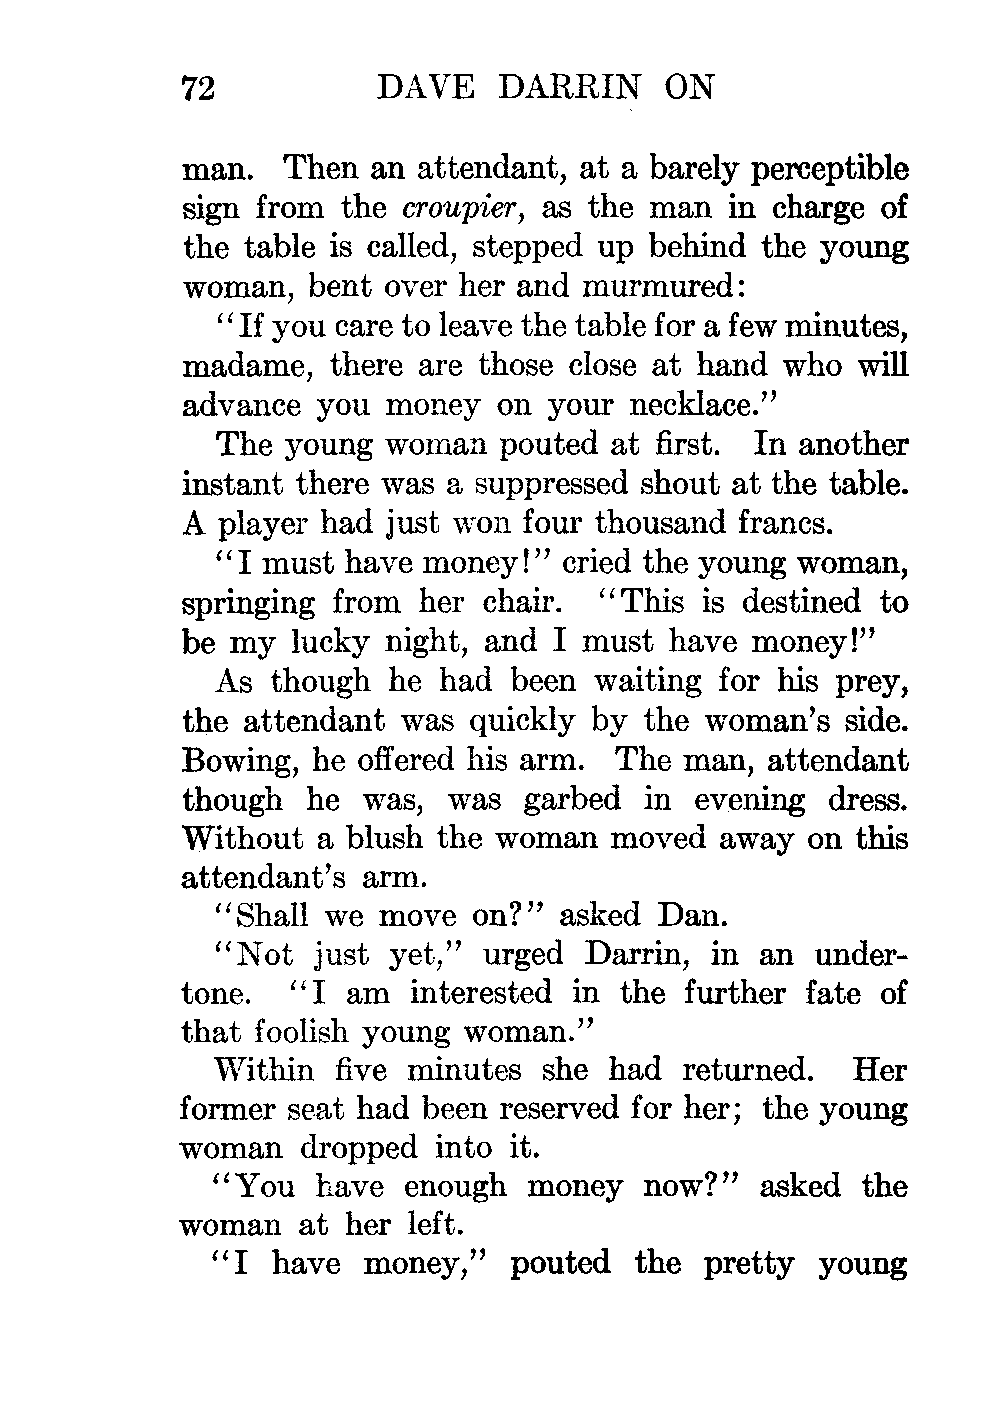 72 DAVE DARRIN ON
man. Then an attendant, at a barely perceptible
sign from the croupier, as the man in charge of
the table is called, stepped up behind the young
woman, bent over her and murmured:
"If you care to leave the table for a few minutes,
madame, there are those close at hand who will
advance you money on your necklace."
The young woman pouted at first. In another
instant there was a suppressed shout at the table.
A player had just won four thousand francs.
"I must have money!" cried the young woman,
springing from her chair. "This is destined to
be my lucky night, and I must have money!"
As though he had been waiting for his prey,
the attendant was quickly by the woman's side.
Bowing, he offered his arm. The man, attendant
though he was, was garbed in evening dress.
Without a blush the woman moved away on this
attendant's arm.
"Shall we move on?" asked Dan.
"Not just yet," urged Darrin, in an under-
tone. "I am interested in the further fate of
that foolish young woman."
Within five minutes she had returned. Her
former seat had been reserved for her; the young
woman dropped into it.
"You have enough money now?" asked the
woman at her left.
"I have money," pouted the pretty young